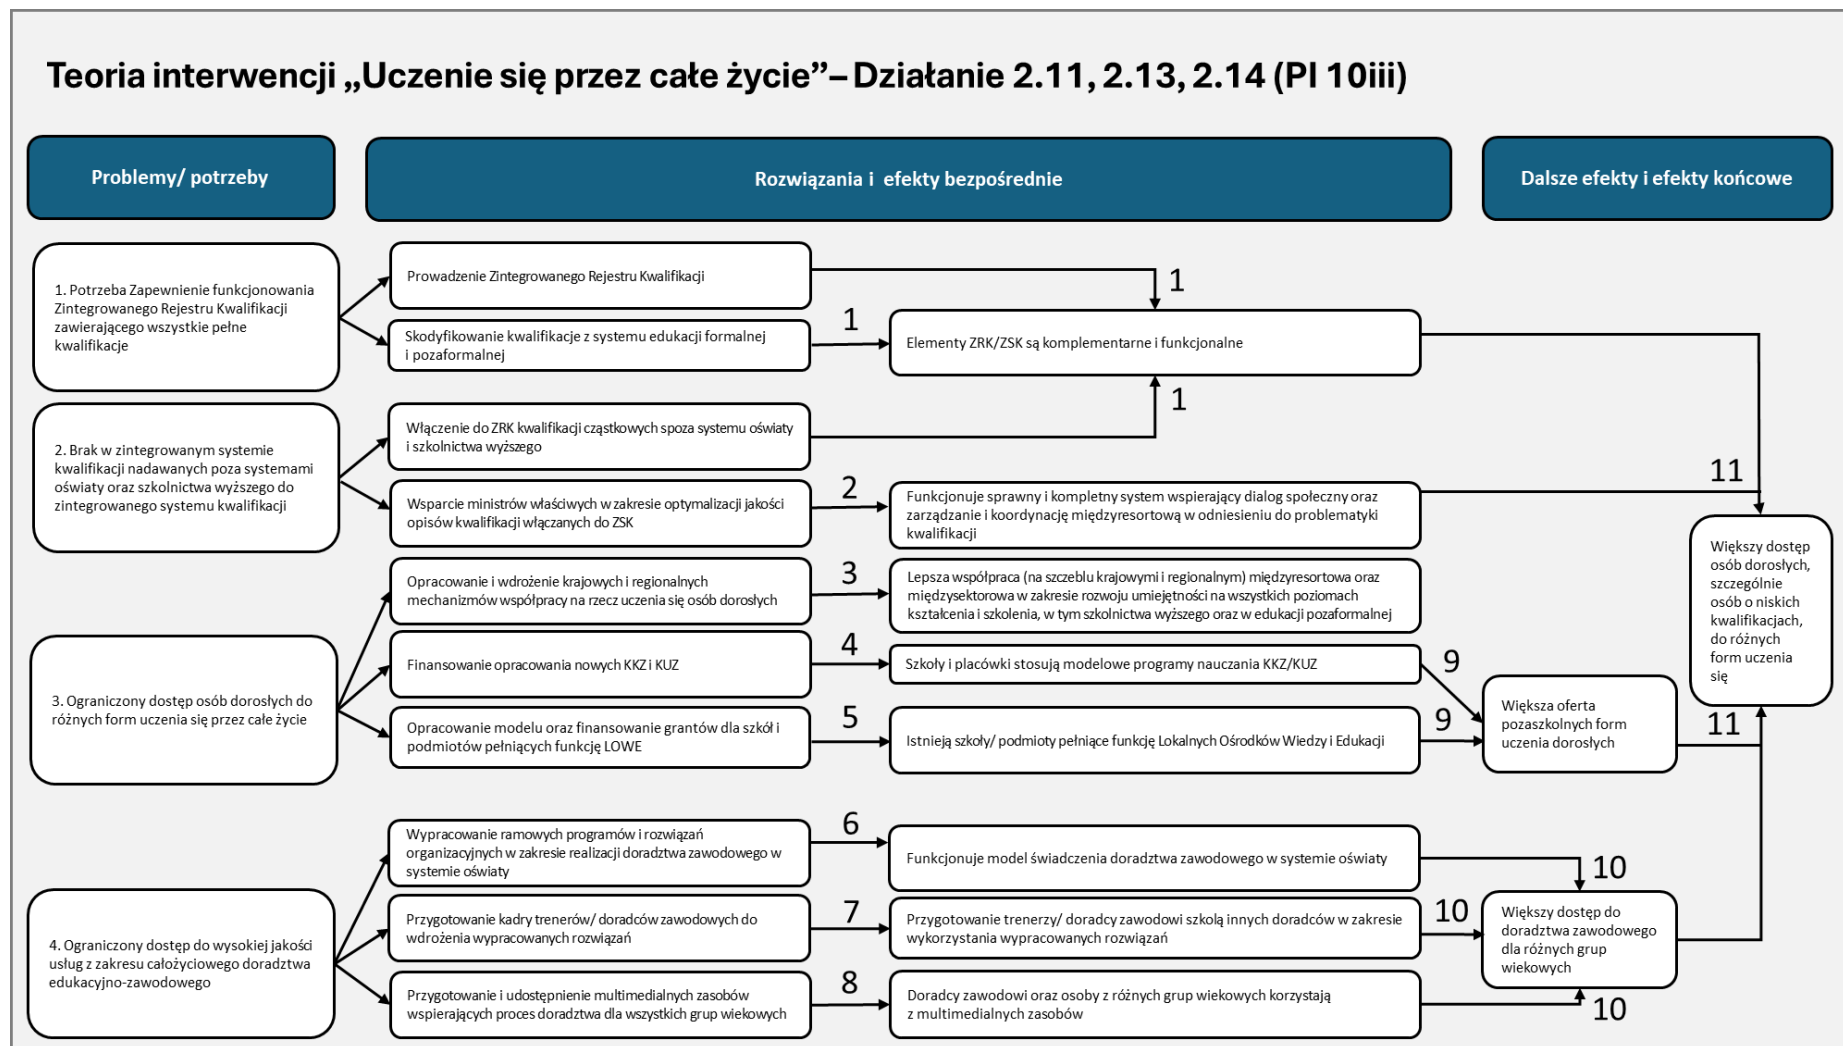 Teoria interwencji „Uczenie się przez całe życie”– Działanie 2.11, 2.13, 2.14 (PI 10iii)
Problemy/ potrzeby
Rozwiązania i efekty bezpośrednie
Dalsze efekty i efekty końcowe
1. Potrzeba Zapewnienie funkcjonowania
Zintegrowanego Rejestru Kwalifikacji
zawierającego wszystkie pełne
kwalifikacje
Prowadzenie Zintegrowanego Rejestru Kwalifikacji
1
Skodyfikowanie kwalifikacje z systemu edukacji formalnej
i pozaformalnej
1
Elementy ZRK/ZSK są komplementarne i funkcjonalne
1
2. Brak w zintegrowanym systemie
kwalifikacji nadawanych poza systemami
oświaty oraz szkolnictwa wyższego do
zintegrowanego systemu kwalifikacji
Włączenie do ZRK kwalifikacji cząstkowych spoza systemu oświaty
i szkolnictwa wyższego
Wsparcie ministrów właściwych w zakresie optymalizacji jakości
opisów kwalifikacji włączanych do ZSK
2
Funkcjonuje sprawny i kompletny system wspierający dialog społeczny oraz
zarządzanie i koordynację międzyresortową w odniesieniu do problematyki
kwalifikacji
11
Większy dostęp
osób dorosłych,
szczególnie
osób o niskich
kwalifikacjach,
do różnych
form uczenia
się
3. Ograniczony dostęp osób dorosłych do
różnych form uczenia się przez całe życie
Opracowanie i wdrożenie krajowych i regionalnych
mechanizmów współpracy na rzecz uczenia się osób dorosłych
3
Lepsza współpraca (na szczeblu krajowymi i regionalnym) międzyresortowa oraz
międzysektorowa w zakresie rozwoju umiejętności na wszystkich poziomach
kształcenia i szkolenia, w tym szkolnictwa wyższego oraz w edukacji pozaformalnej
Finansowanie opracowania nowych KKZ i KUZ
4
Szkoły i placówki stosują modelowe programy nauczania KKZ/KUZ
9
Opracowanie modelu oraz finansowanie grantów dla szkół i
podmiotów pełniących funkcję LOWE
5
Istnieją szkoły/ podmioty pełniące funkcję Lokalnych Ośrodków Wiedzy i Edukacji
9
Większa oferta
pozaszkolnych form
uczenia dorosłych
11
4. Ograniczony dostęp do wysokiej jakości
usług z zakresu całożyciowego doradztwa
edukacyjno-zawodowego
Wypracowanie ramowych programów i rozwiązań
organizacyjnych w zakresie realizacji doradztwa zawodowego w
systemie oświaty
6
Funkcjonuje model świadczenia doradztwa zawodowego w systemie oświaty
10
Przygotowanie kadry trenerów/ doradców zawodowych do
wdrożenia wypracowanych rozwiązań
7
Przygotowanie trenerzy/ doradcy zawodowi szkolą innych doradców w zakresie
wykorzystania wypracowanych rozwiązań
10
Większy dostęp do
doradztwa zawodowego
dla różnych grup
wiekowych
Przygotowanie i udostępnienie multimedialnych zasobów
wspierających proces doradztwa dla wszystkich grup wiekowych
8
Doradcy zawodowi oraz osoby z różnych grup wiekowych korzystają
z multimedialnych zasobów
10